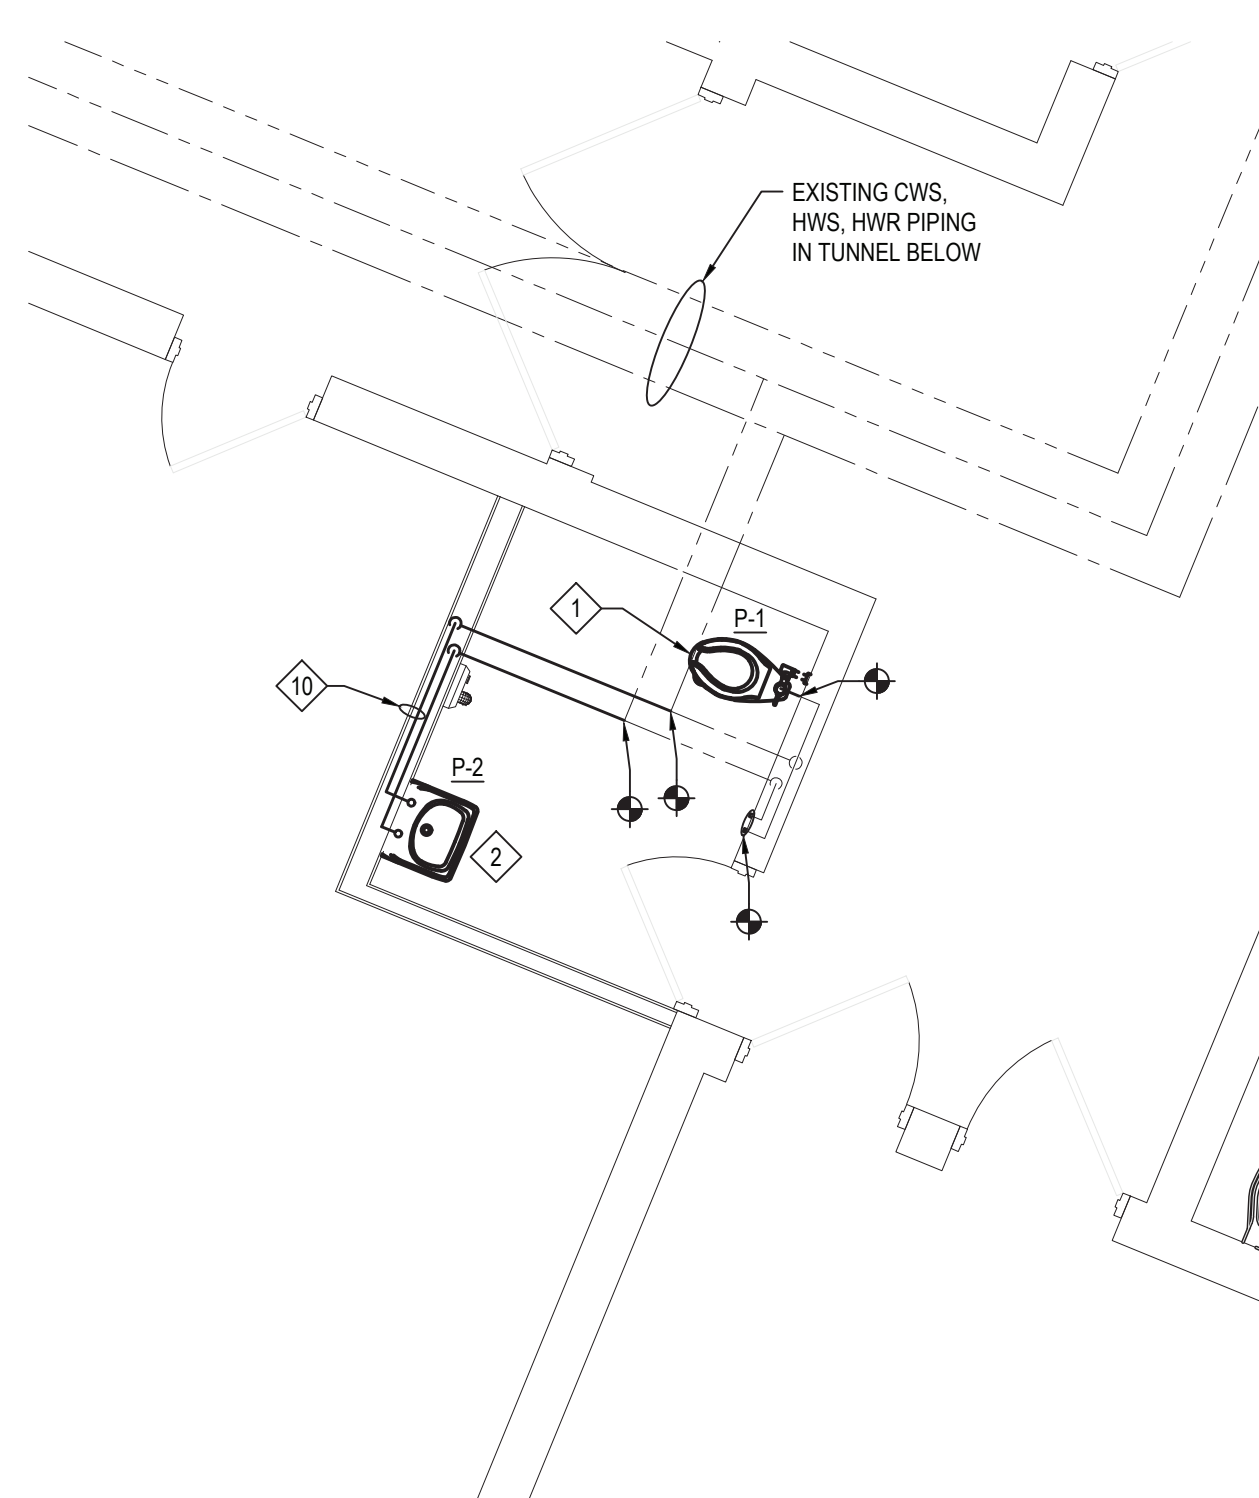 EXISTING CWS,
HWS, HWR PIPING
IN TUNNEL BELOW
1
P-1
10
P-2
2